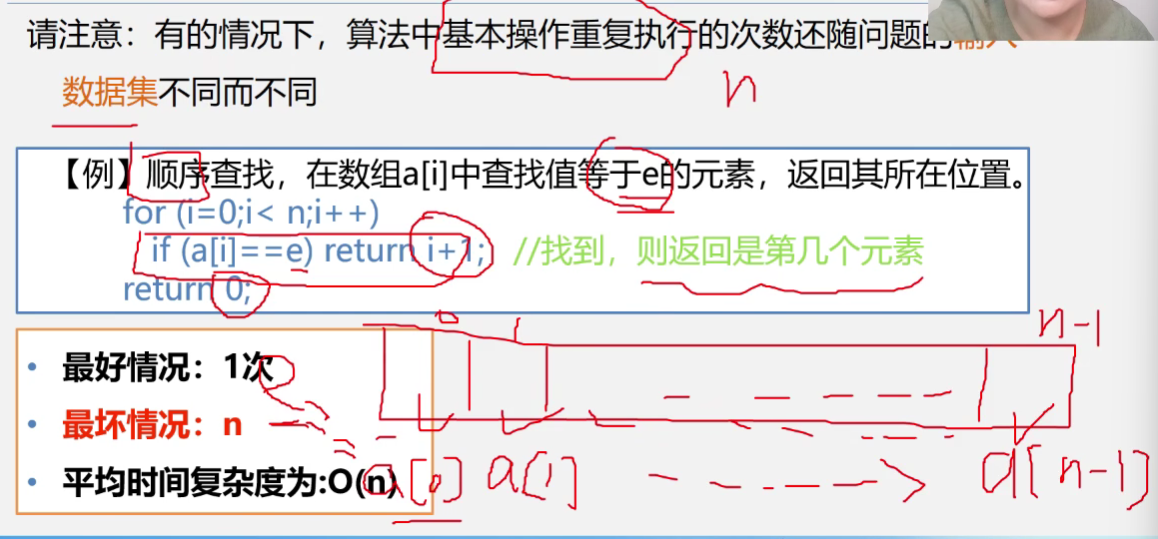 请注意：有的情况下，算法中基本操作重复执行的次数还随问题的输入
n
数据集不同而不同
【例】顺序查找，在数组a[i]中查找值等于e的元素，返回其所在位置。
for (i=0;i< n;i++)
if (a[i]==e) return i+1; //找到，则返回是第几个元素
return 0;
0 1 n-1
最好情况：1次
e
最坏情况：n
平均时间复杂度为:O(n)
a[0] a[1] a[n-1]